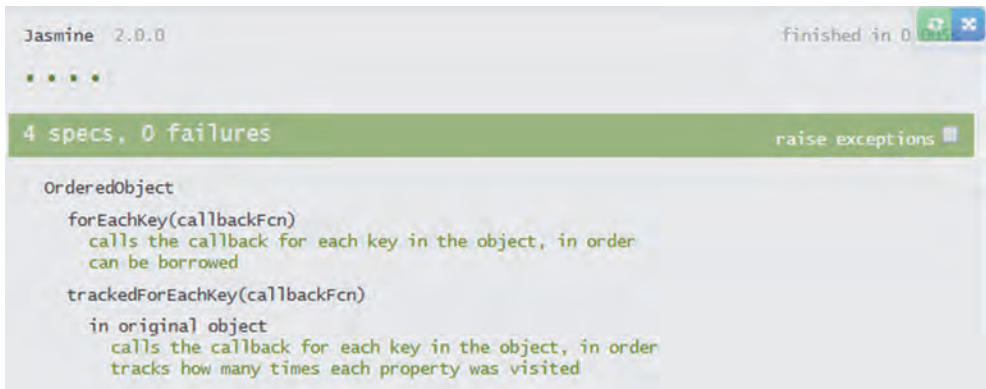 Jasmine 2.0.0
finished in 0
4 specs, 0 failures
raise exceptions
OrderedObject
forEachKey(callbackFcn)
calls the callback for each key in the object, in order
can be borrowed
trackedForEachKey(callbackFcn)
in original object
calls the callback for each key in the object, in order
tracks how many times each property was visited